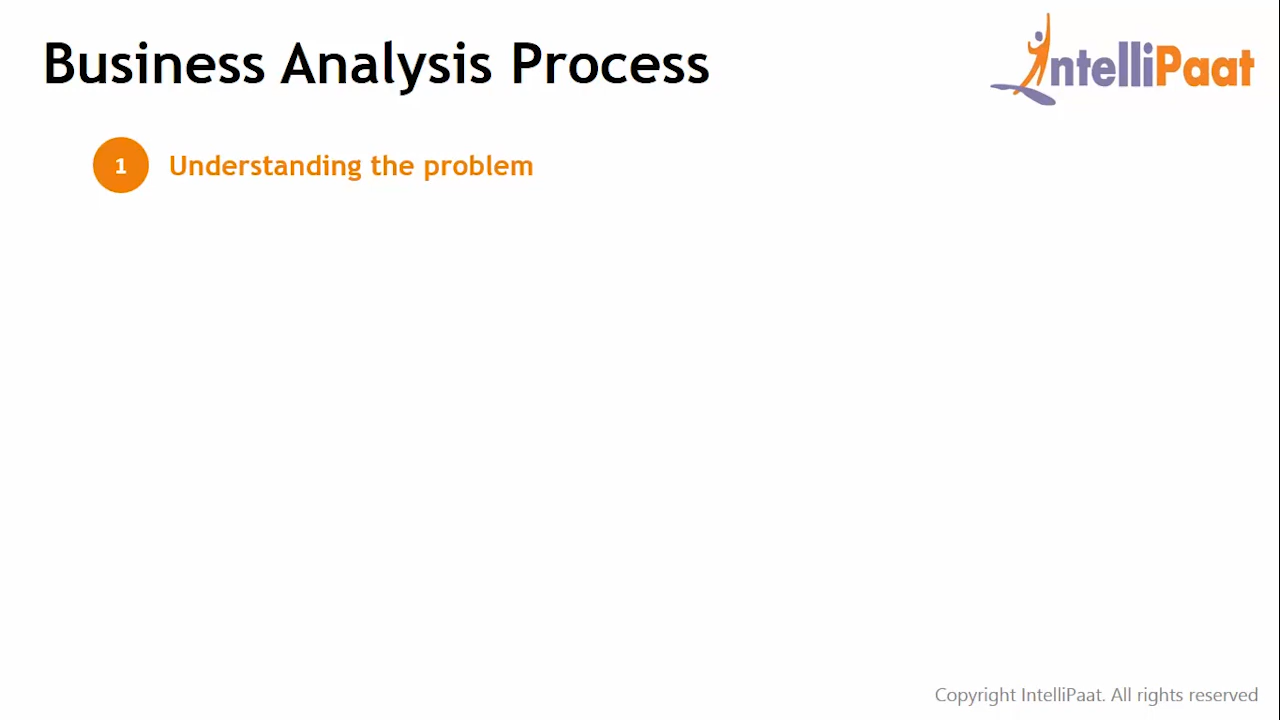 Business Analysis Process
IntelliPaat
1 Understanding the problem
Copyright IntelliPaat. All rights reserved